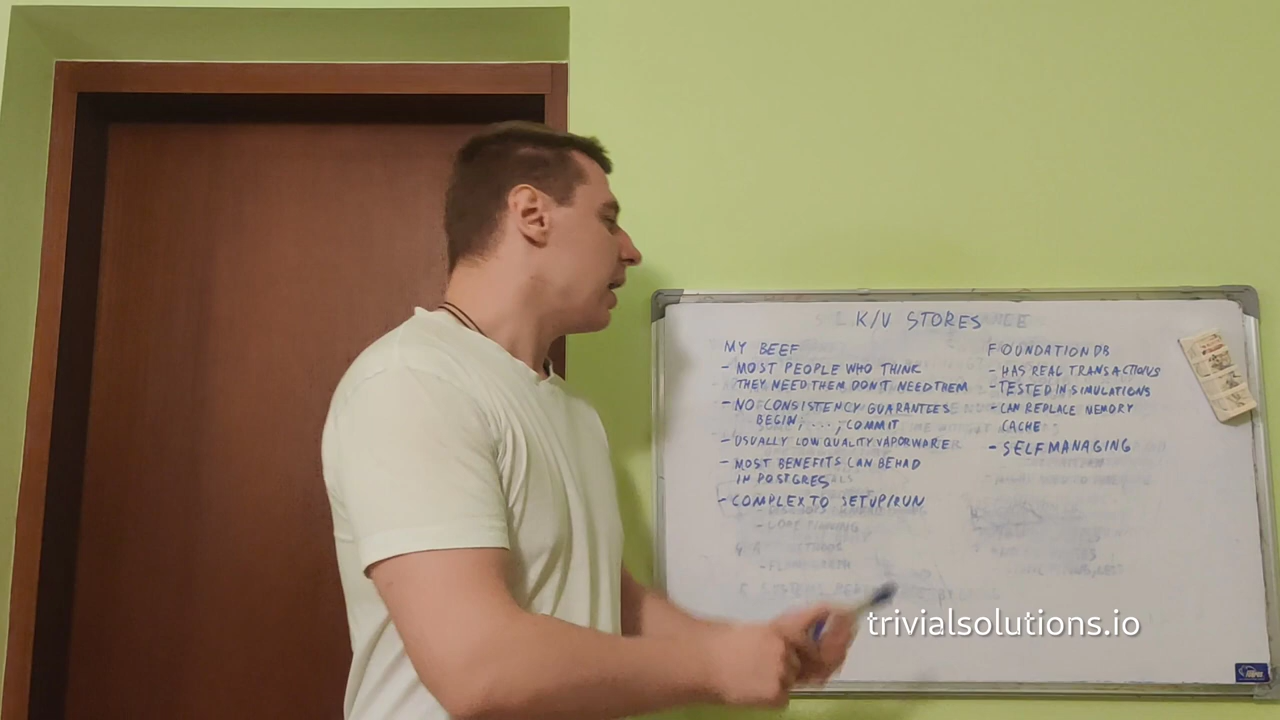 K/V STORES
MY BEEF
- MOST PEOPLE WHO THINK
THEY NEED THEM DON'T NEED THEM
- NO CONSISTENCY GUARANTEES
BEGIN; ...; COMMIT
- USUALLY LOW QUALITY VAPORWARE
- MOST BENEFITS CAN BE HAD
IN POSTGRES
- COMPLEX TO SETUP/RUN
FOUNDATIONDB
- HAS REAL TRANSACTIONS
- TESTED IN SIMULATIONS
- CAN REPLACE MEMORY
CACHE
- SELF MANAGING
trivialsolutions.io